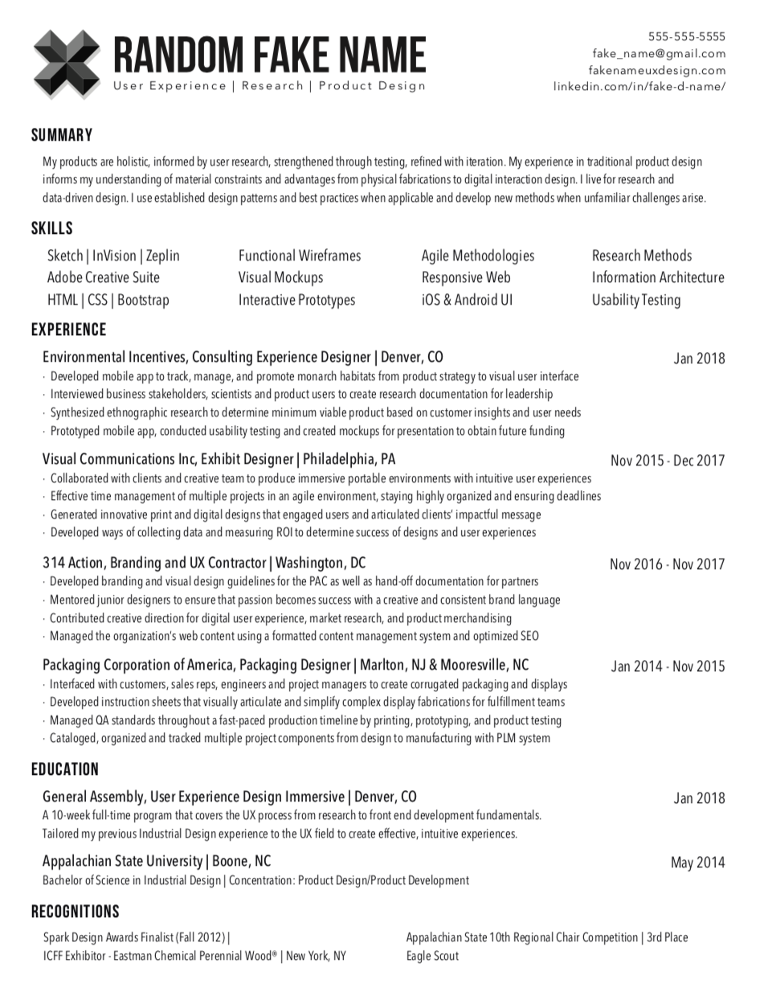 RANDOM FAKE NAME
User Experience | Research | Product Design
555-555-5555
fake_name@gmail.com
fakenameuxdesign.com
linkedin.com/in/fake-d-name/
SUMMARY
My products are holistic, informed by user research, strengthened through testing, refined with iteration. My experience in traditional product design
informs my understanding of material constraints and advantages from physical fabrications to digital interaction design. I live for research and
data-driven design. I use established design patterns and best practices when applicable and develop new methods when unfamiliar challenges arise.
SKILLS
Sketch | InVision | Zeplin
Adobe Creative Suite
HTML | CSS | Bootstrap
Functional Wireframes
Visual Mockups
Interactive Prototypes
Agile Methodologies
Responsive Web
iOS & Android UI
Research Methods
Information Architecture
Usability Testing
EXPERIENCE
Environmental Incentives, Consulting Experience Designer | Denver, CO
Jan 2018
· Developed mobile app to track, manage, and promote monarch habitats from product strategy to visual user interface
· Interviewed business stakeholders, scientists and product users to create research documentation for leadership
· Synthesized ethnographic research to determine minimum viable product based on customer insights and user needs
· Prototyped mobile app, conducted usability testing and created mockups for presentation to obtain future funding
Visual Communications Inc, Exhibit Designer | Philadelphia, PA
Nov 2015 - Dec 2017
· Collaborated with clients and creative team to produce immersive portable environments with intuitive user experiences
· Effective time management of multiple projects in an agile environment, staying highly organized and ensuring deadlines
· Generated innovative print and digital designs that engaged users and articulated clients' impactful message
· Developed ways of collecting data and measuring ROI to determine success of designs and user experiences
314 Action, Branding and UX Contractor | Washington, DC
Nov 2016 - Nov 2017
· Developed branding and visual design guidelines for the PAC as well as hand-off documentation for partners
· Mentored junior designers to ensure that passion becomes success with a creative and consistent brand language
· Contributed creative direction for digital user experience, market research, and product merchandising
· Managed the organization's web content using a formatted content management system and optimized SEO
Packaging Corporation of America, Packaging Designer | Marlton, NJ & Mooresville, NC
Jan 2014 - Nov 2015
· Interfaced with customers, sales reps, engineers and project managers to create corrugated packaging and displays
· Developed instruction sheets that visually articulate and simplify complex display fabrications for fulfillment teams
· Managed QA standards throughout a fast-paced production timeline by printing, prototyping, and product testing
· Cataloged, organized and tracked multiple project components from design to manufacturing with PLM system
EDUCATION
General Assembly, User Experience Design Immersive | Denver, CO
Jan 2018
A 10-week full-time program that covers the UX process from research to front end development fundamentals.
Tailored my previous Industrial Design experience to the UX field to create effective, intuitive experiences.
Appalachian State University | Boone, NC
May 2014
Bachelor of Science in Industrial Design | Concentration: Product Design/Product Development
RECOGNITIONS
Spark Design Awards Finalist (Fall 2012) |
ICFF Exhibitor - Eastman Chemical Perennial Wood® | New York, NY
Appalachian State 10th Regional Chair Competition | 3rd Place
Eagle Scout